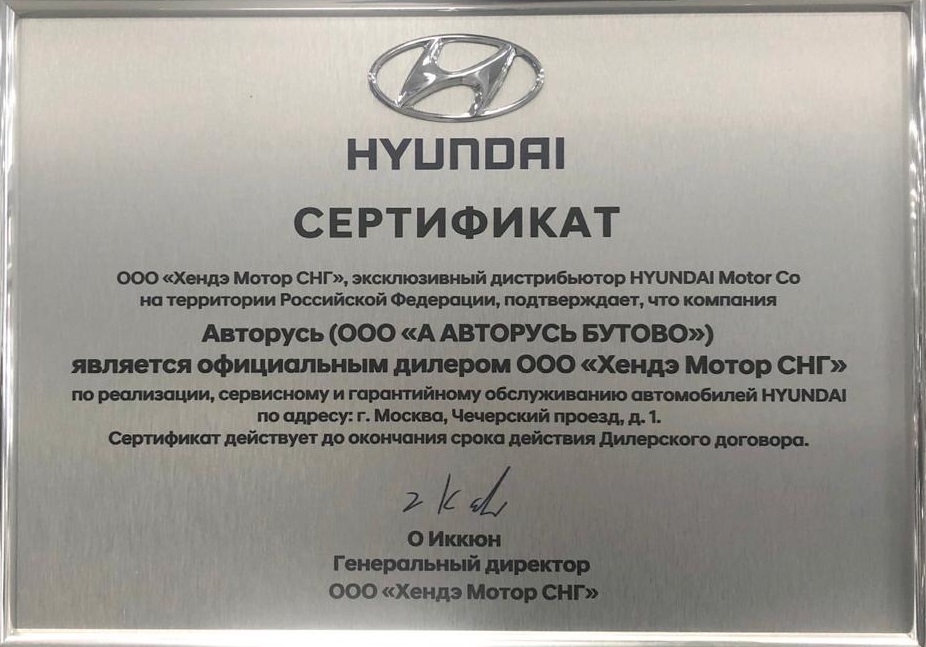 HYUNDAI
СЕРТИФИКАТ
ООО «Хендэ Мотор СНГ», эксклюзивный дистрибьютор HYUNDAI Motor Co
на территории Российской Федерации, подтверждает, что компания
Авторусь (ООО «А АВТОРУСЬ БУТОВО»)
является официальным дилером ООО «Хендэ Мотор СНГ»
по реализации, сервисному и гарантийному обслуживанию автомобилей HYUNDAI
по адресу: г. Москва, Чечерский проезд, д. 1.
Сертификат действует до окончания срока действия Дилерского договора.
О Иккюн
Генеральный директор
ООО «Хендэ Мотор СНГ»